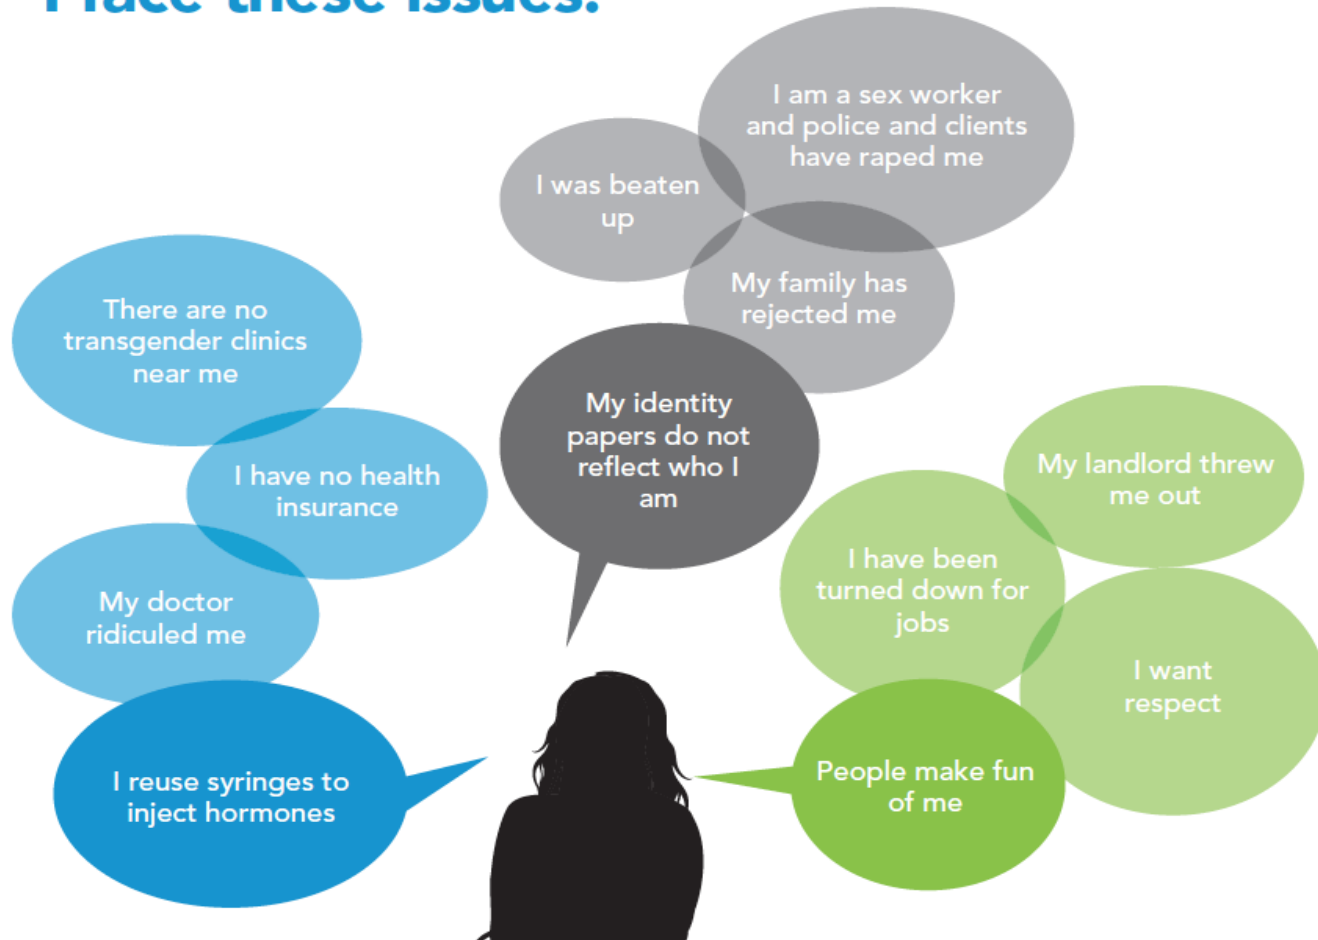 I face these issues:
I am a sex worker
and police and clients
have raped me
I was beaten
up
My family has
rejected me
There are no
transgender clinics
near me
I have no health
insurance
My doctor
ridiculed me
I reuse syringes to
inject hormones
My identity
papers do not
reflect who I
am
My landlord threw
me out
I have been
turned down for
jobs
I want
respect
People make fun
of me